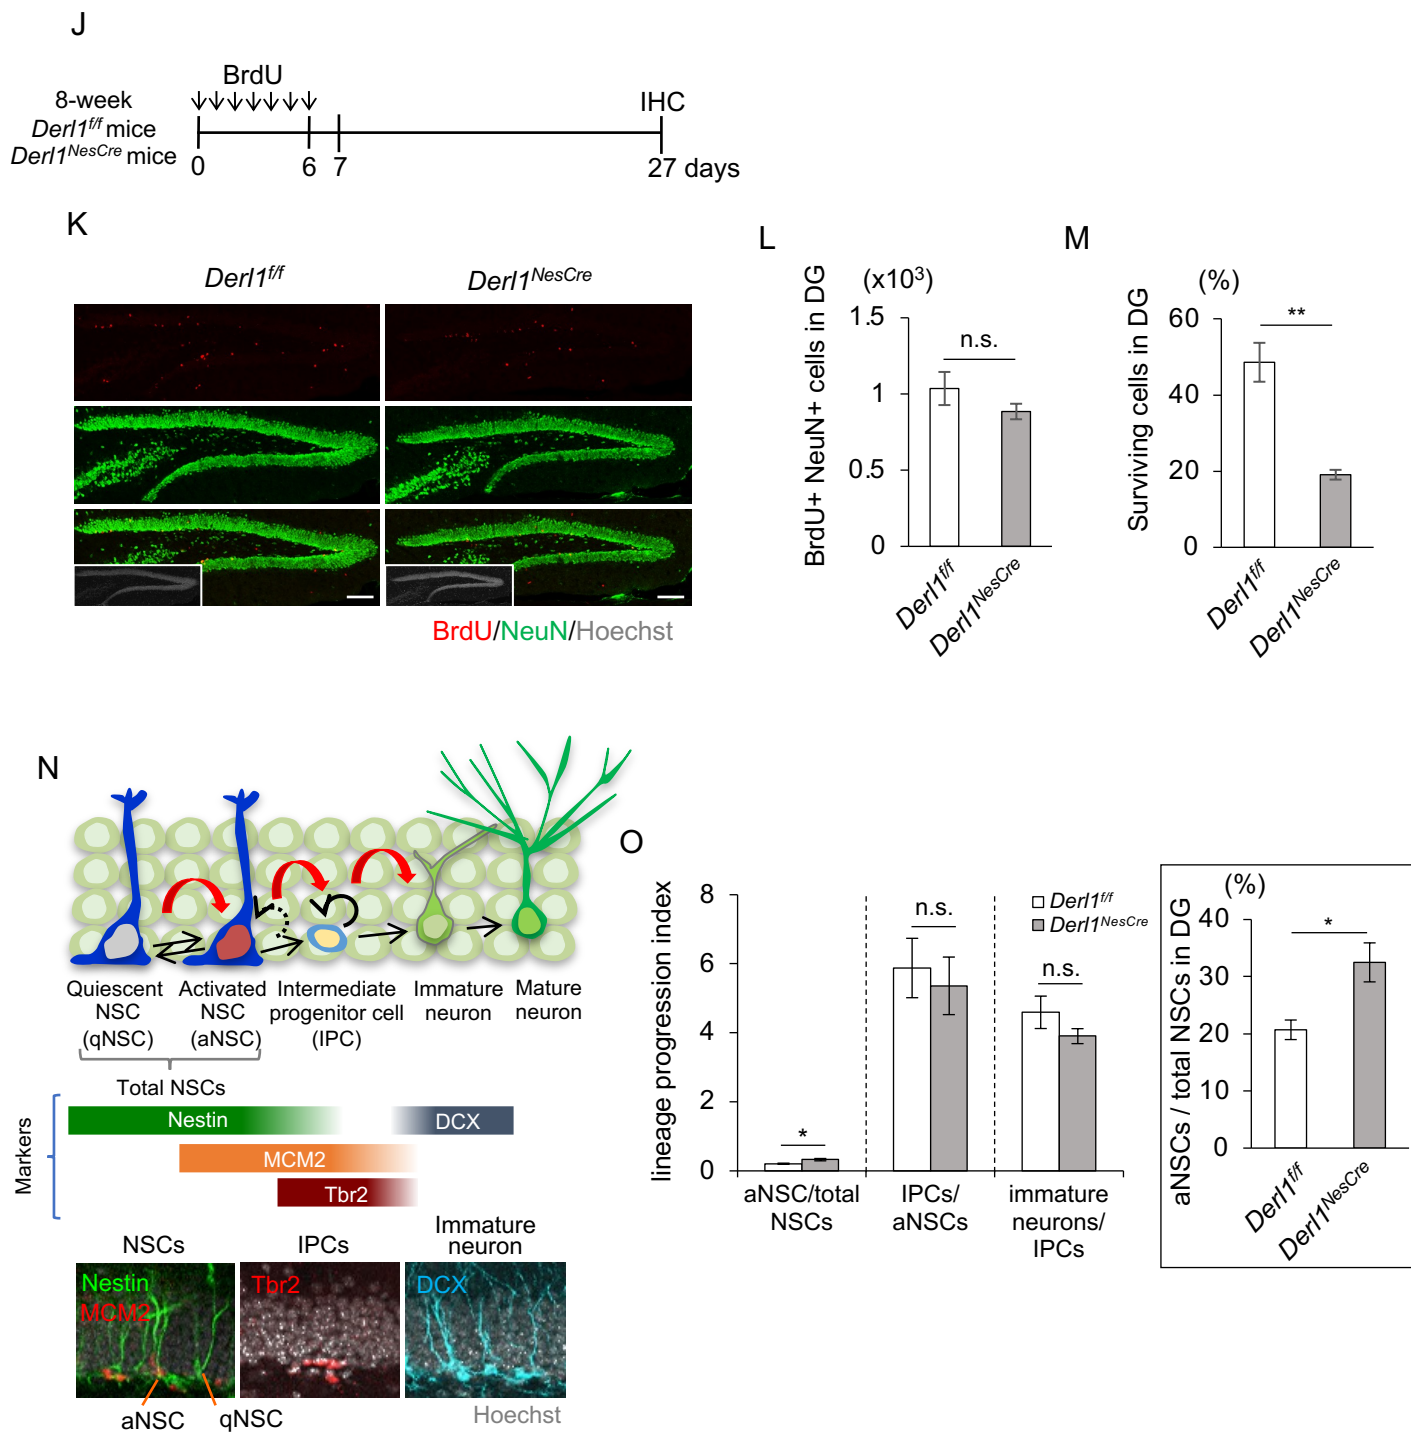 J
BrdU
8-week
Derl1f/f mice
Derl1NesCre mice
IHC
0
6
7
27 days
K
Derl1f/f
Derl1NesCre
BrdU/NeuN/Hoechst
L
(x10³)
BrdU+ NeuN+ cells in DG
1.5
1
0.5
0
n.s.
Derl1f/f
Derl1NesCre
M
(%)
Surviving cells in DG
60
40
20
0
**
Derl1f/f
Derl1NesCre
N
Quiescent
NSC
(qNSC)
Activated
NSC
(aNSC)
Intermediate
progenitor cell
(IPC)
Immature
neuron
Mature
neuron
Total NSCs
Markers
Nestin
DCX
MCM2
Tbr2
NSCs
IPCs
Immature
neuron
Nestin
MCM2
Tbr2
DCX
aNSC
qNSC
Hoechst
O
lineage progression index
8
6
4
2
0
*
n.s.
n.s.
Derl1f/f
Derl1NesCre
aNSC/total
NSCs
IPCs/
aNSCs
immature
neurons/
IPCs
(%)
aNSCs / total NSCs in DG
40
30
20
10
0
*
Derl1f/f
Derl1NesCre